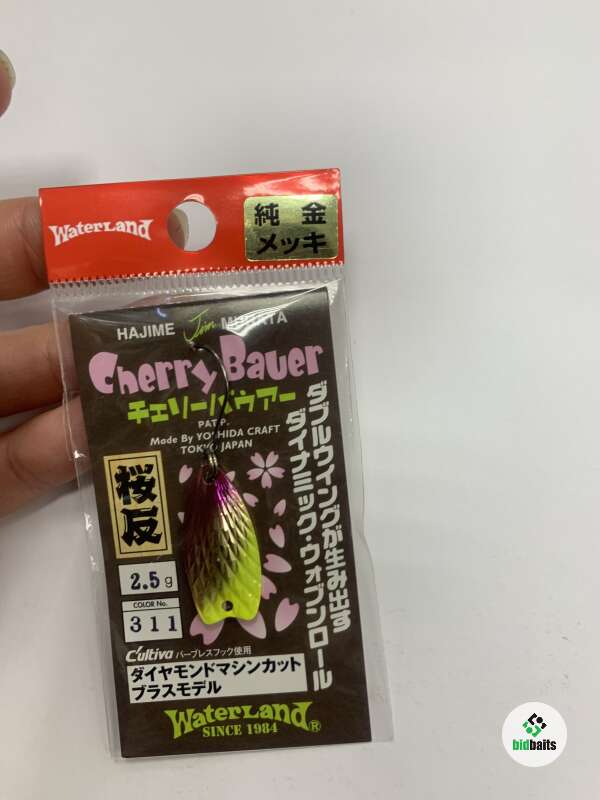 WATERLAND
純金
メッキ
HAJIME Jim MURATA
Cherry Bauer
チェリーバウアー
PAT.P.
Made By YOSHIDA CRAFT
TOKYO JAPAN
ダブルウイングが生み出す
ダイナミック・ウォブンロール
桜反
2.5g
COLOR No.
311
C'ultiva バーブレスフック使用
ダイヤモンドマシンカット
ブラスモデル
WATERLAND®
SINCE 1984
bidbaits